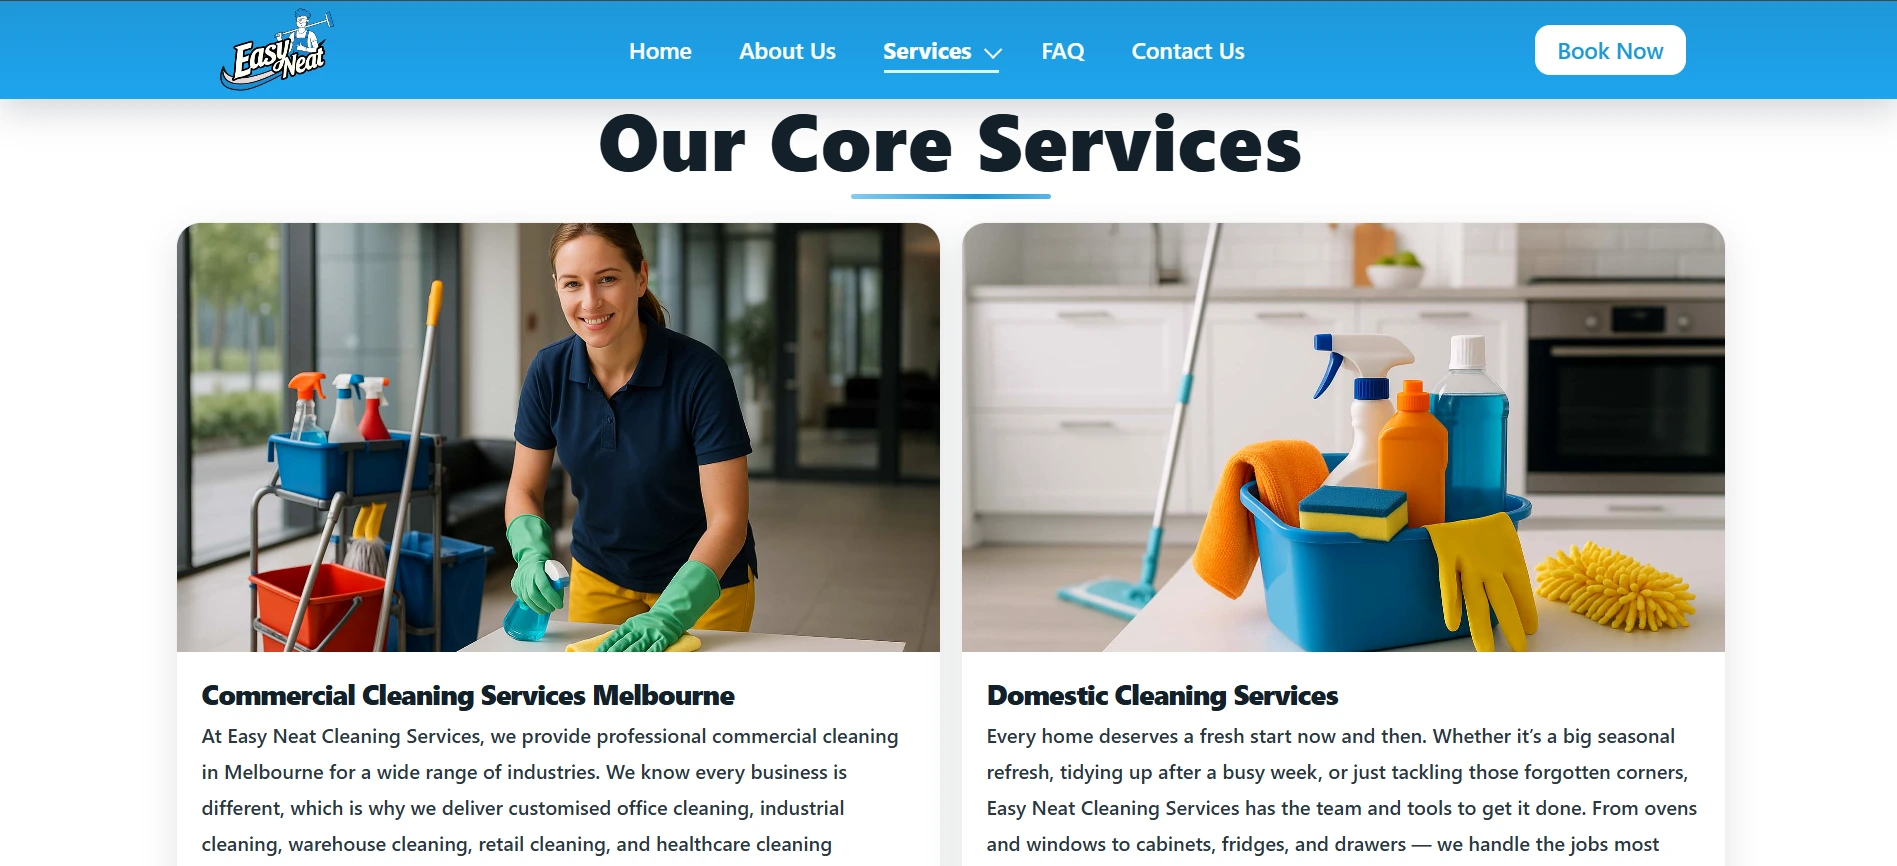 Easy
Neat
Home
About Us
Services
FAQ
Contact Us
Book Now
Our Core Services
Commercial Cleaning Services Melbourne
At Easy Neat Cleaning Services, we provide professional commercial cleaning
in Melbourne for a wide range of industries. We know every business is
different, which is why we deliver customised office cleaning, industrial
cleaning, warehouse cleaning, retail cleaning, and healthcare cleaning
Domestic Cleaning Services
Every home deserves a fresh start now and then. Whether it’s a big seasonal
refresh, tidying up after a busy week, or just tackling those forgotten corners,
Easy Neat Cleaning Services has the team and tools to get it done. From ovens
and windows to cabinets, fridges, and drawers — we handle the jobs most